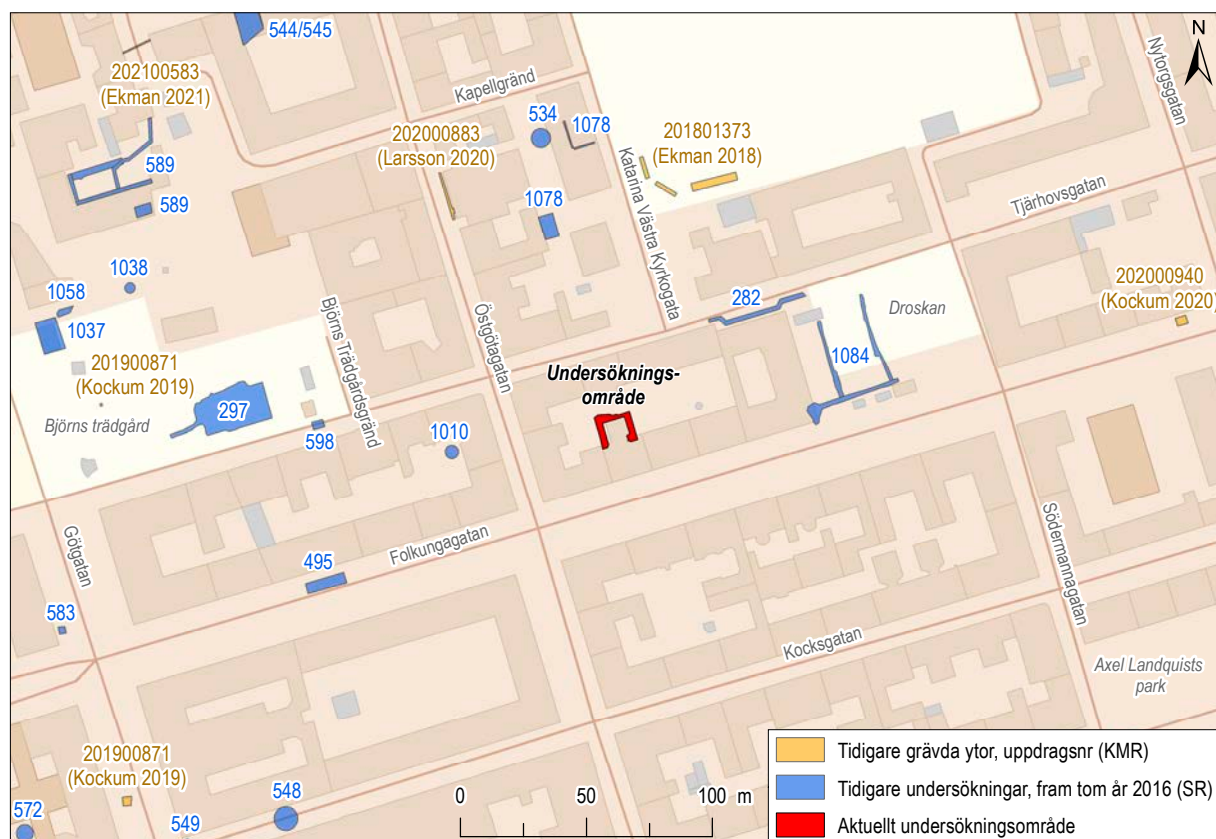 544/545
N
202100583
(Ekman 2021)
Kapellgränd
Nytorgsgatan
534
1078
202000883
(Larsson 2020)
201801373
(Ekman 2018)
589
589
1078
Katarina Västra Kyrkogata
Tjärhovsgatan
1038
1058
1037
Björns Trädgårdsgränd
Östgötagatan
282
Droskan
202000940
(Kockum 2020)
201900871
(Kockum 2019)
Undersöknings-
område
1084
297
Björns trädgård
598
1010
Götgatan
Folkungagatan
Södermannagatan
495
583
Kocksgatan
Axel Landquists
park
201900871
(Kockum 2019)
572
549
548
0 50 100 m
Tidigare grävda ytor, uppdragsnr (KMR)
Tidigare undersökningar, fram tom år 2016 (SR)
Aktuellt undersökningsområde